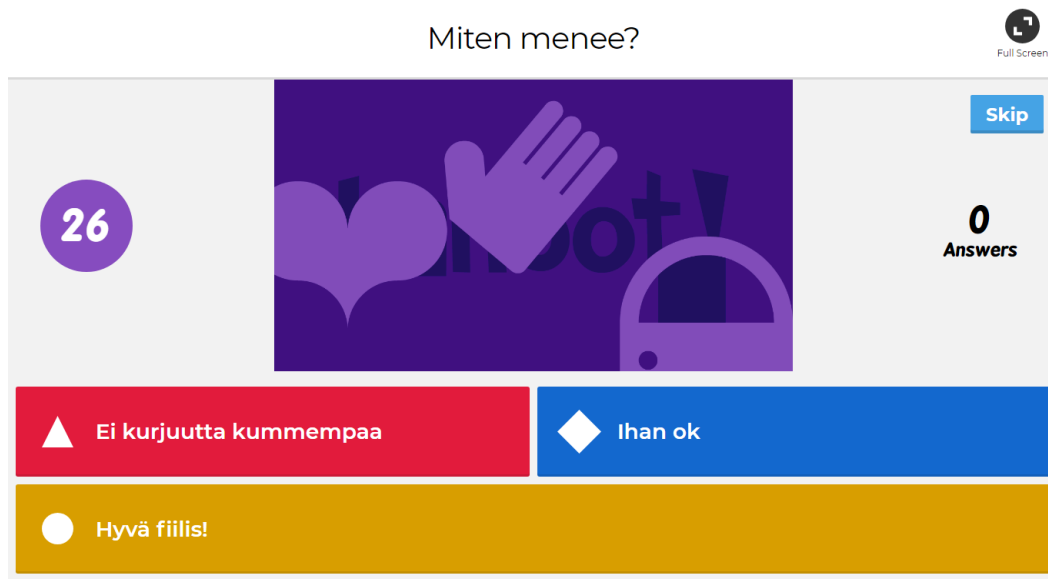 Miten menee?
Full Screen
Skip
26
0
Answers
Ei kurjuutta kummempaa
Ihan ok
Hyvä fiilis!